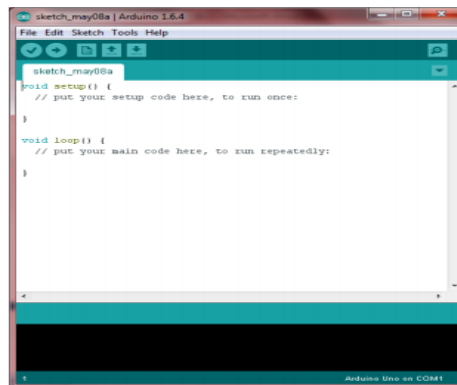 sketch_may08a | Arduino 1.6.4
File Edit Sketch Tools Help
sketch_may08a
void setup() {
// put your setup code here, to run once:
}
void loop() {
// put your main code here, to run repeatedly:
}
1 Arduino Uno on COM1